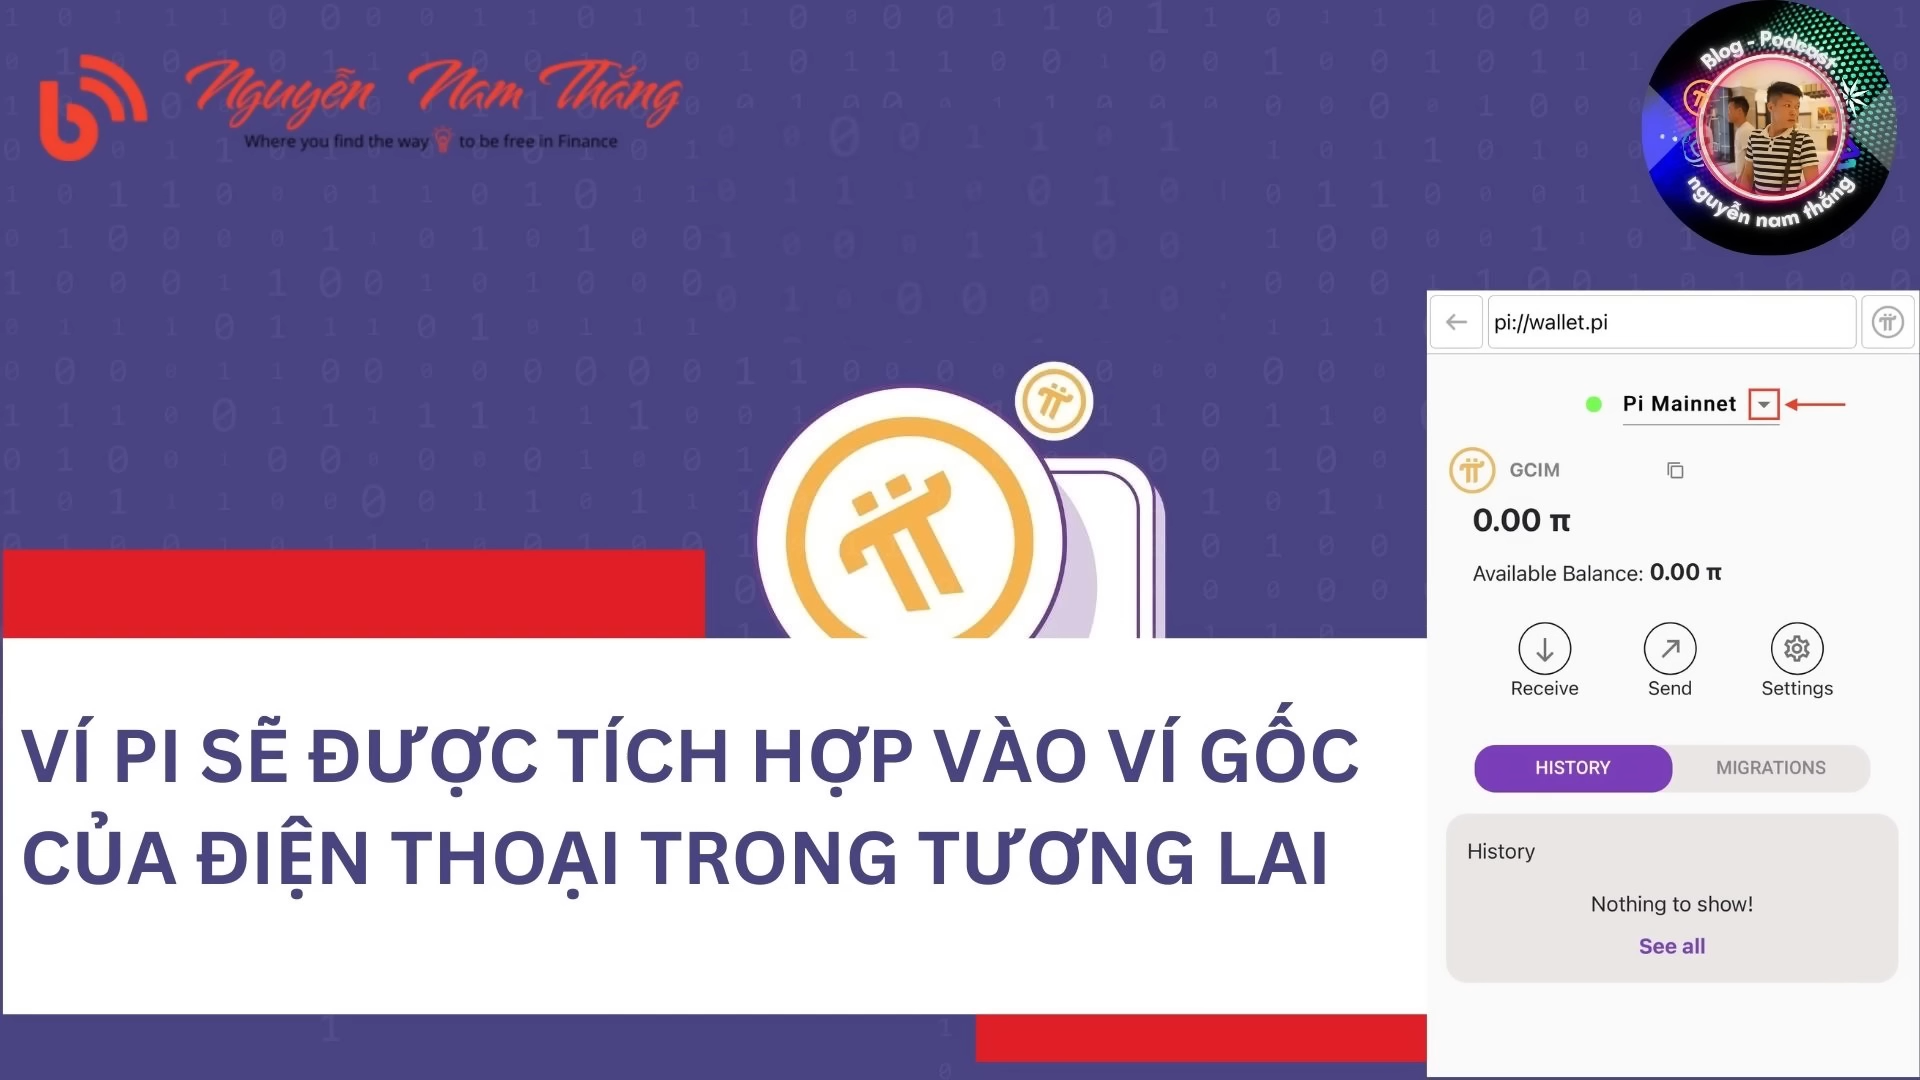 Nguyễn Nam Thắng
Where you find the way to be free in Finance
Blog - Podcast
nguyễn nam thắng
pi://wallet.pi
Pi Mainnet
GCIM
0.00 π
Available Balance: 0.00 π
Receive Send Settings
HISTORY MIGRATIONS
History
Nothing to show!
See all
VÍ PI SẼ ĐƯỢC TÍCH HỢP VÀO VÍ GỐC
CỦA ĐIỆN THOẠI TRONG TƯƠNG LAI